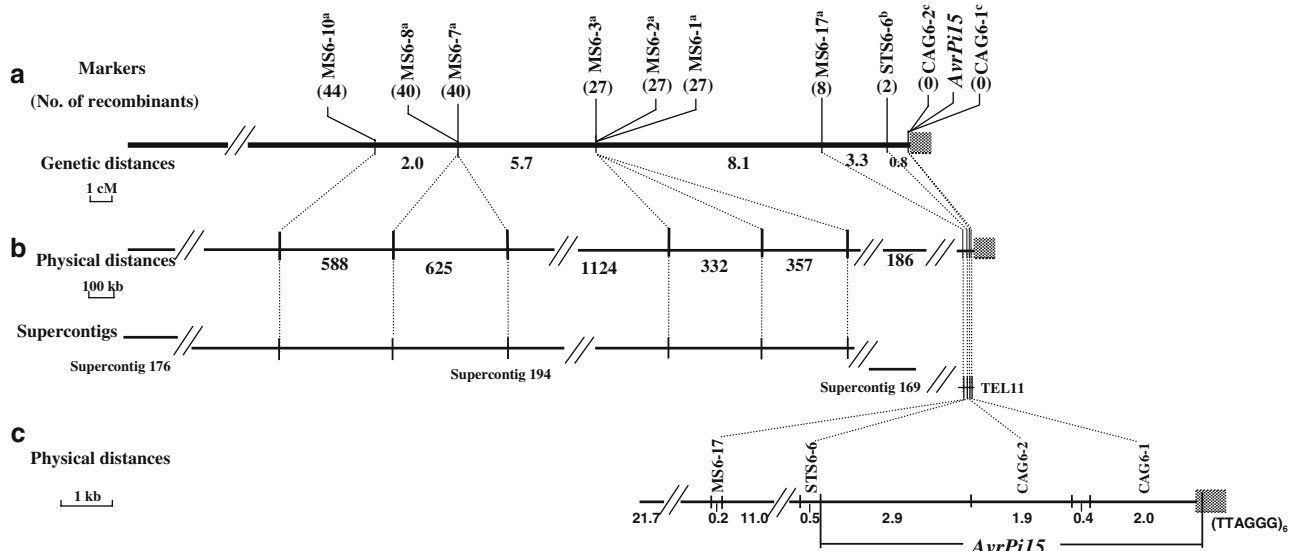 a
Markers
(No. of recombinants)
(44) MS6-10ᵃ
(40) MS6-8ᵃ
(40) MS6-7ᵃ
(27) MS6-3ᵃ
(27) MS6-2ᵃ
(27) MS6-1ᵃ
(8) MS6-17ᵃ
(2) STS6-6ᵇ
(0) CAG6-2ᶜ
AvrPi15
(0) CAG6-1ᶜ
Genetic distances
2.0 5.7 8.1 3.3 0.8
1 cM
b
Physical distances
588 625 1124 332 357 186
100 kb
Supercontigs
Supercontig 176 Supercontig 194 Supercontig 169 TEL11
c
Physical distances
MS6-17 STS6-6 CAG6-2 CAG6-1
1 kb
21.7 0.2 11.0 0.5 2.9 1.9 0.4 2.0 (TTAGGG)₆
AvrPi15